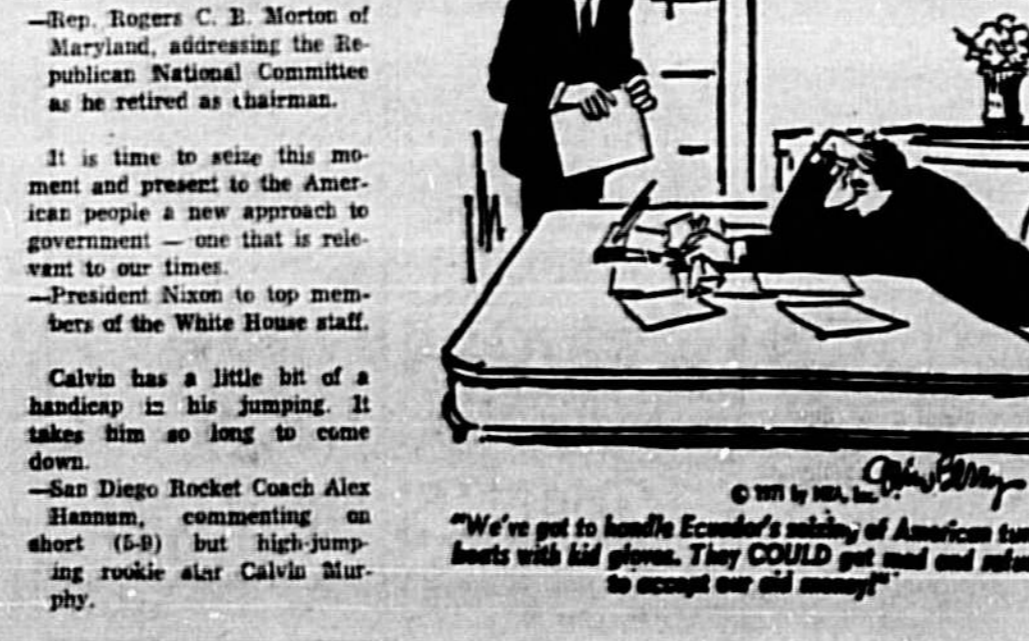 —Rep. Rogers C. B. Morton of
Maryland, addressing the Re-
publican National Committee
as he retired as chairman.
It is time to seize this mo-
ment and present to the Amer-
ican people a new approach to
government — one that is rele-
vant to our times.
—President Nixon to top mem-
bers of the White House staff.
Calvin has a little bit of a
handicap in his jumping. It
takes him so long to come
down.
—San Diego Rocket Coach Alex
Hannum, commenting on
short (5-9) but high-jump-
ing rookie star Calvin Mur-
phy.
© 1971 by NEA, Inc.
"We've got to handle Ecuador's seizing of American tun
boats with kid gloves. They COULD get mad and refus
to accept our aid money!"